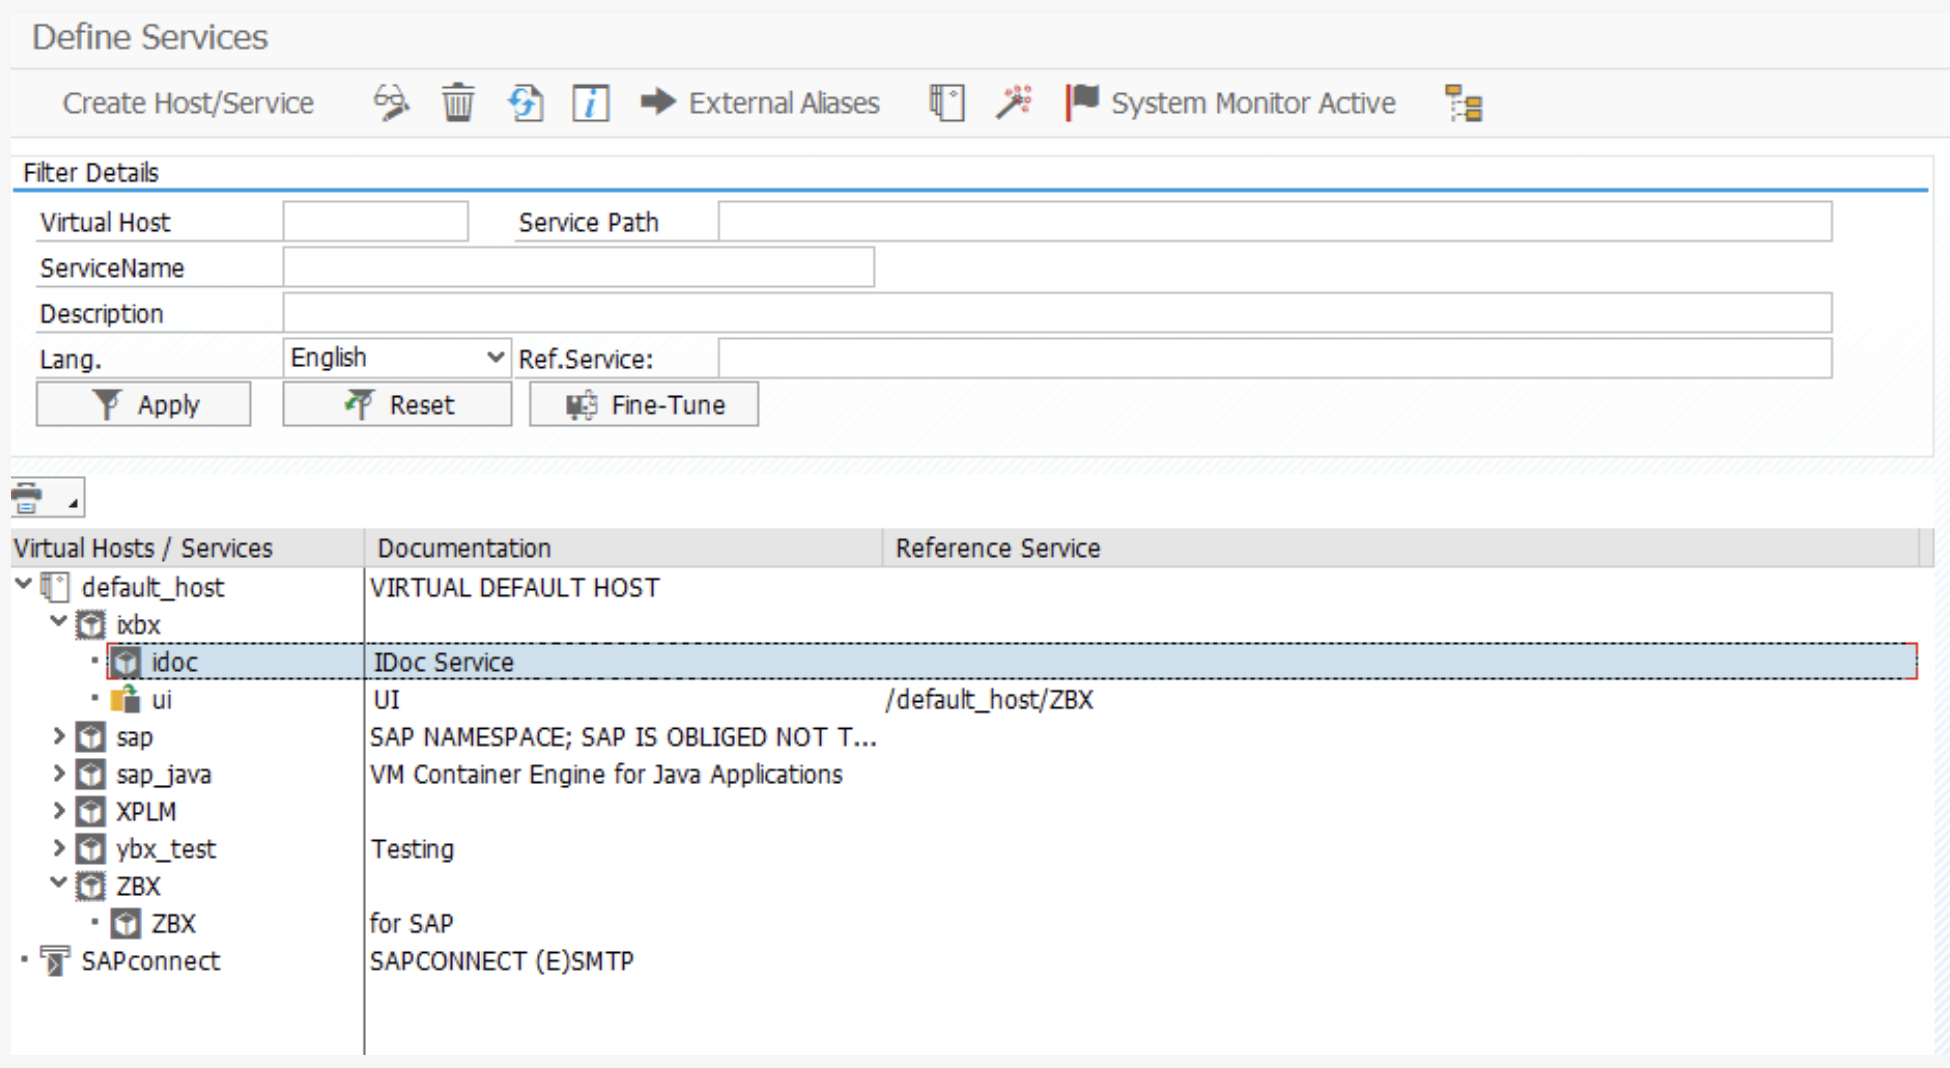 Define Services
Create Host/Service External Aliases System Monitor Active
Filter Details
Virtual Host Service Path
ServiceName
Description
Lang. English Ref.Service:
Apply Reset Fine-Tune
Virtual Hosts / Services Documentation Reference Service
default_host VIRTUAL DEFAULT HOST
ixbx
idoc IDoc Service
ui UI /default_host/ZBX
sap SAP NAMESPACE; SAP IS OBLIGED NOT T...
sap_java VM Container Engine for Java Applications
XPLM
ybx_test Testing
ZBX
ZBX for SAP
SAPconnect SAPCONNECT (E)SMTP